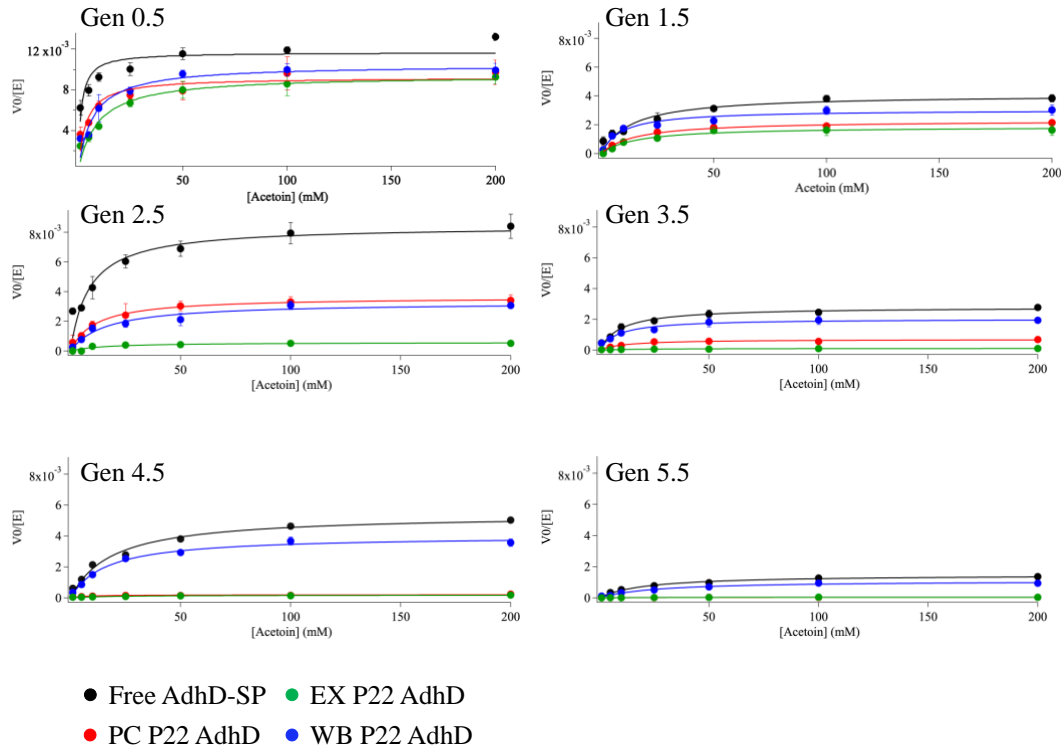 Gen 0.5
12x10⁻³
8
4
V0/[E]
50
100
150
200
[Acetoin] (mM)
Gen 1.5
8x10⁻³
6
4
2
0
V0/[E]
50
100
150
200
Acetoin (mM)
Gen 2.5
8x10⁻³
6
4
2
0
V0/[E]
50
100
150
200
[Acetoin] (mM)
Gen 3.5
8x10⁻³
6
4
2
0
V0/[E]
50
100
150
200
[Acetoin] (mM)
Gen 4.5
8x10⁻³
6
4
2
0
V0/[E]
50
100
150
200
[Acetoin] (mM)
Gen 5.5
8x10⁻³
6
4
2
0
V0/[E]
50
100
150
200
[Acetoin] (mM)
Free AdhD-SP
EX P22 AdhD
PC P22 AdhD
WB P22 AdhD